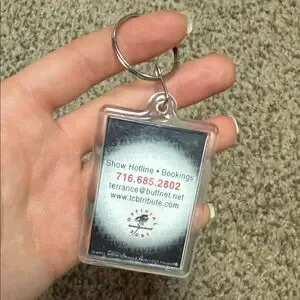 Show Hotline • Bookings
716.685.2802
terrance@buffnet.net
www.tcbtribute.com